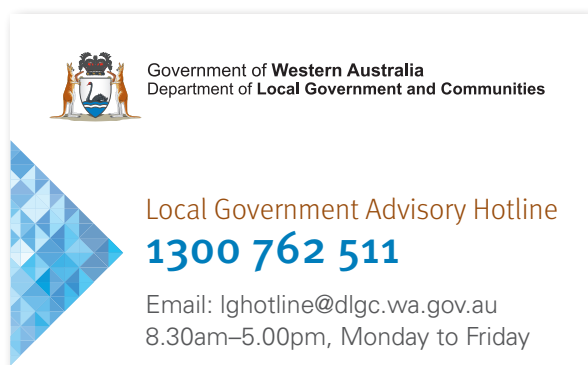 Government of Western Australia
Department of Local Government and Communities
Local Government Advisory Hotline
1300 762 511
Email: lghotline@dlgc.wa.gov.au
8.30am–5.00pm, Monday to Friday